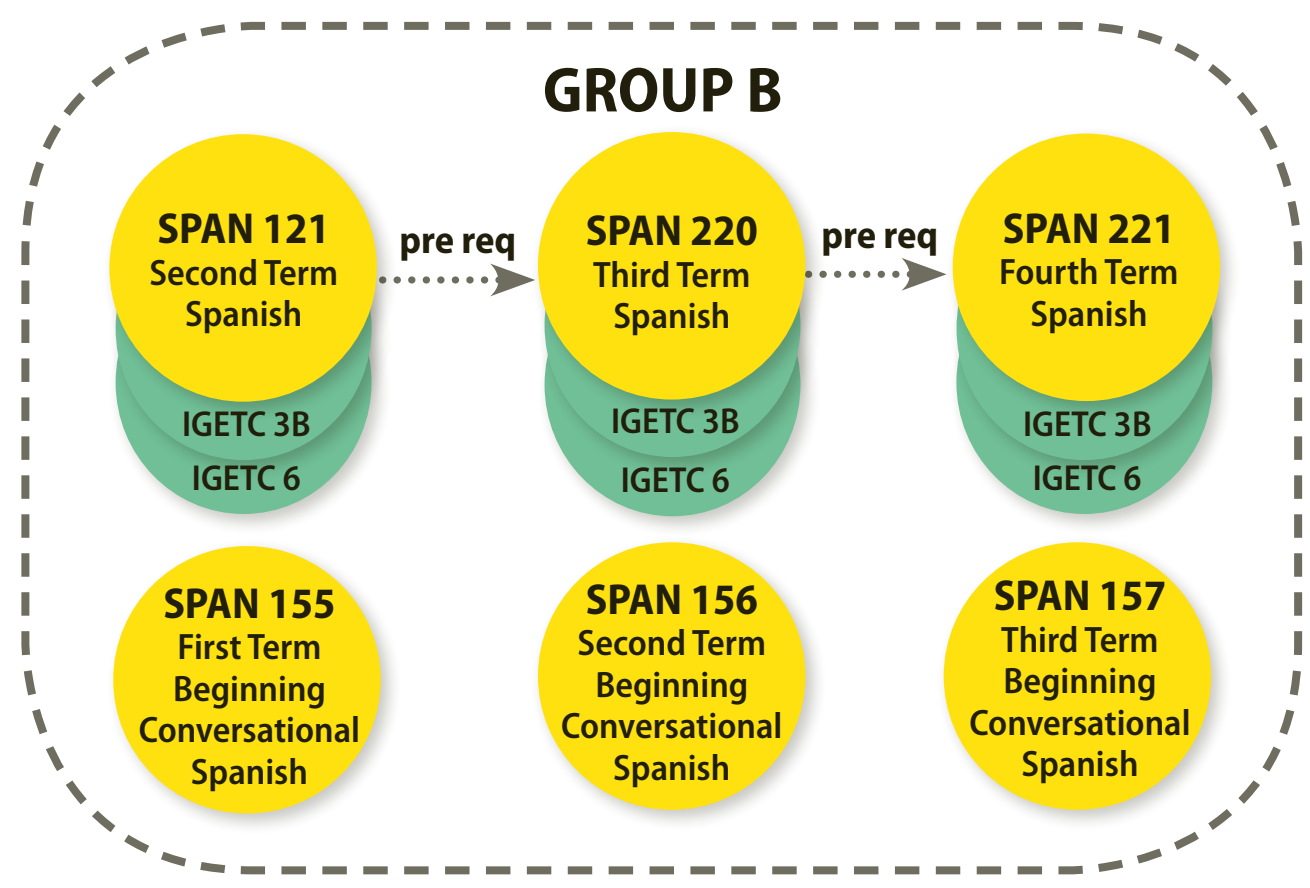 GROUP B
SPAN 121
Second Term
Spanish
IGETC 3B
IGETC 6
pre req
SPAN 220
Third Term
Spanish
IGETC 3B
IGETC 6
pre req
SPAN 221
Fourth Term
Spanish
IGETC 3B
IGETC 6
SPAN 155
First Term
Beginning
Conversational
Spanish
SPAN 156
Second Term
Beginning
Conversational
Spanish
SPAN 157
Third Term
Beginning
Conversational
Spanish